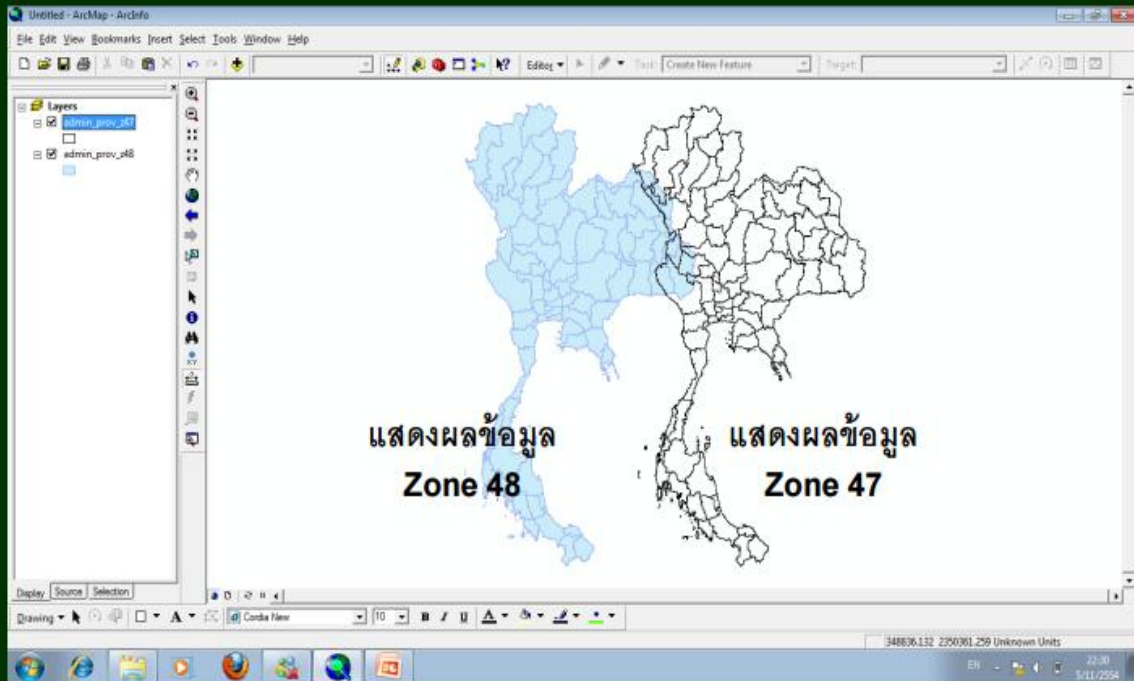 Untitled - ArcMap - ArcInfo
File Edit View Bookmarks Insert Select Tools Window Help
Editor Task: Create New Feature Target:
Layers
admin_prov_z47
admin_prov_z48
แสดงผลข้อมูล
Zone 48
แสดงผลข้อมูล
Zone 47
Display Source Selection
Drawing A Cordia New 10 B I U A
348836.132 2350361.259 Unknown Units
EN 22:30
5/11/2554